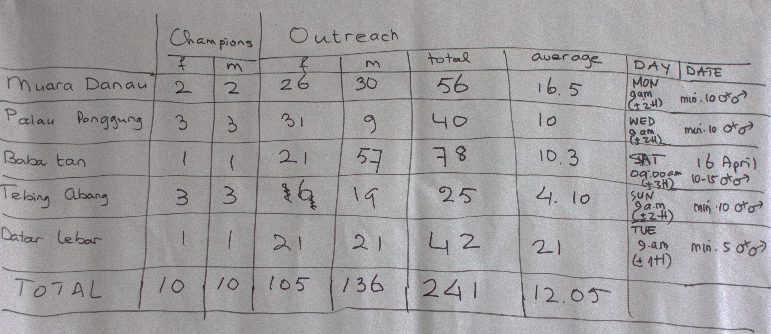 Champions Outreach
f m f m total average DAY DATE
Muara Danau 2 2 26 30 56 16.5 MON 9am (±2H) min. 10 ♂♂
Palau Ponggung 3 3 31 9 40 10 WED 9am (±2H) min. 10 ♂♂
Baba tan 1 1 21 57 78 10.3 SAT 09:00am (±3H) 16 April 10-15 ♂♂
Tebing Abang 3 3 6 19 25 4.10 SUN 9a.m (±2H) min. 10 ♂♂
Datar Lebar 1 1 21 21 42 21 TUE 9.am (±1H) min. 5 ♂♂
TOTAL 10 10 105 136 241 12.05